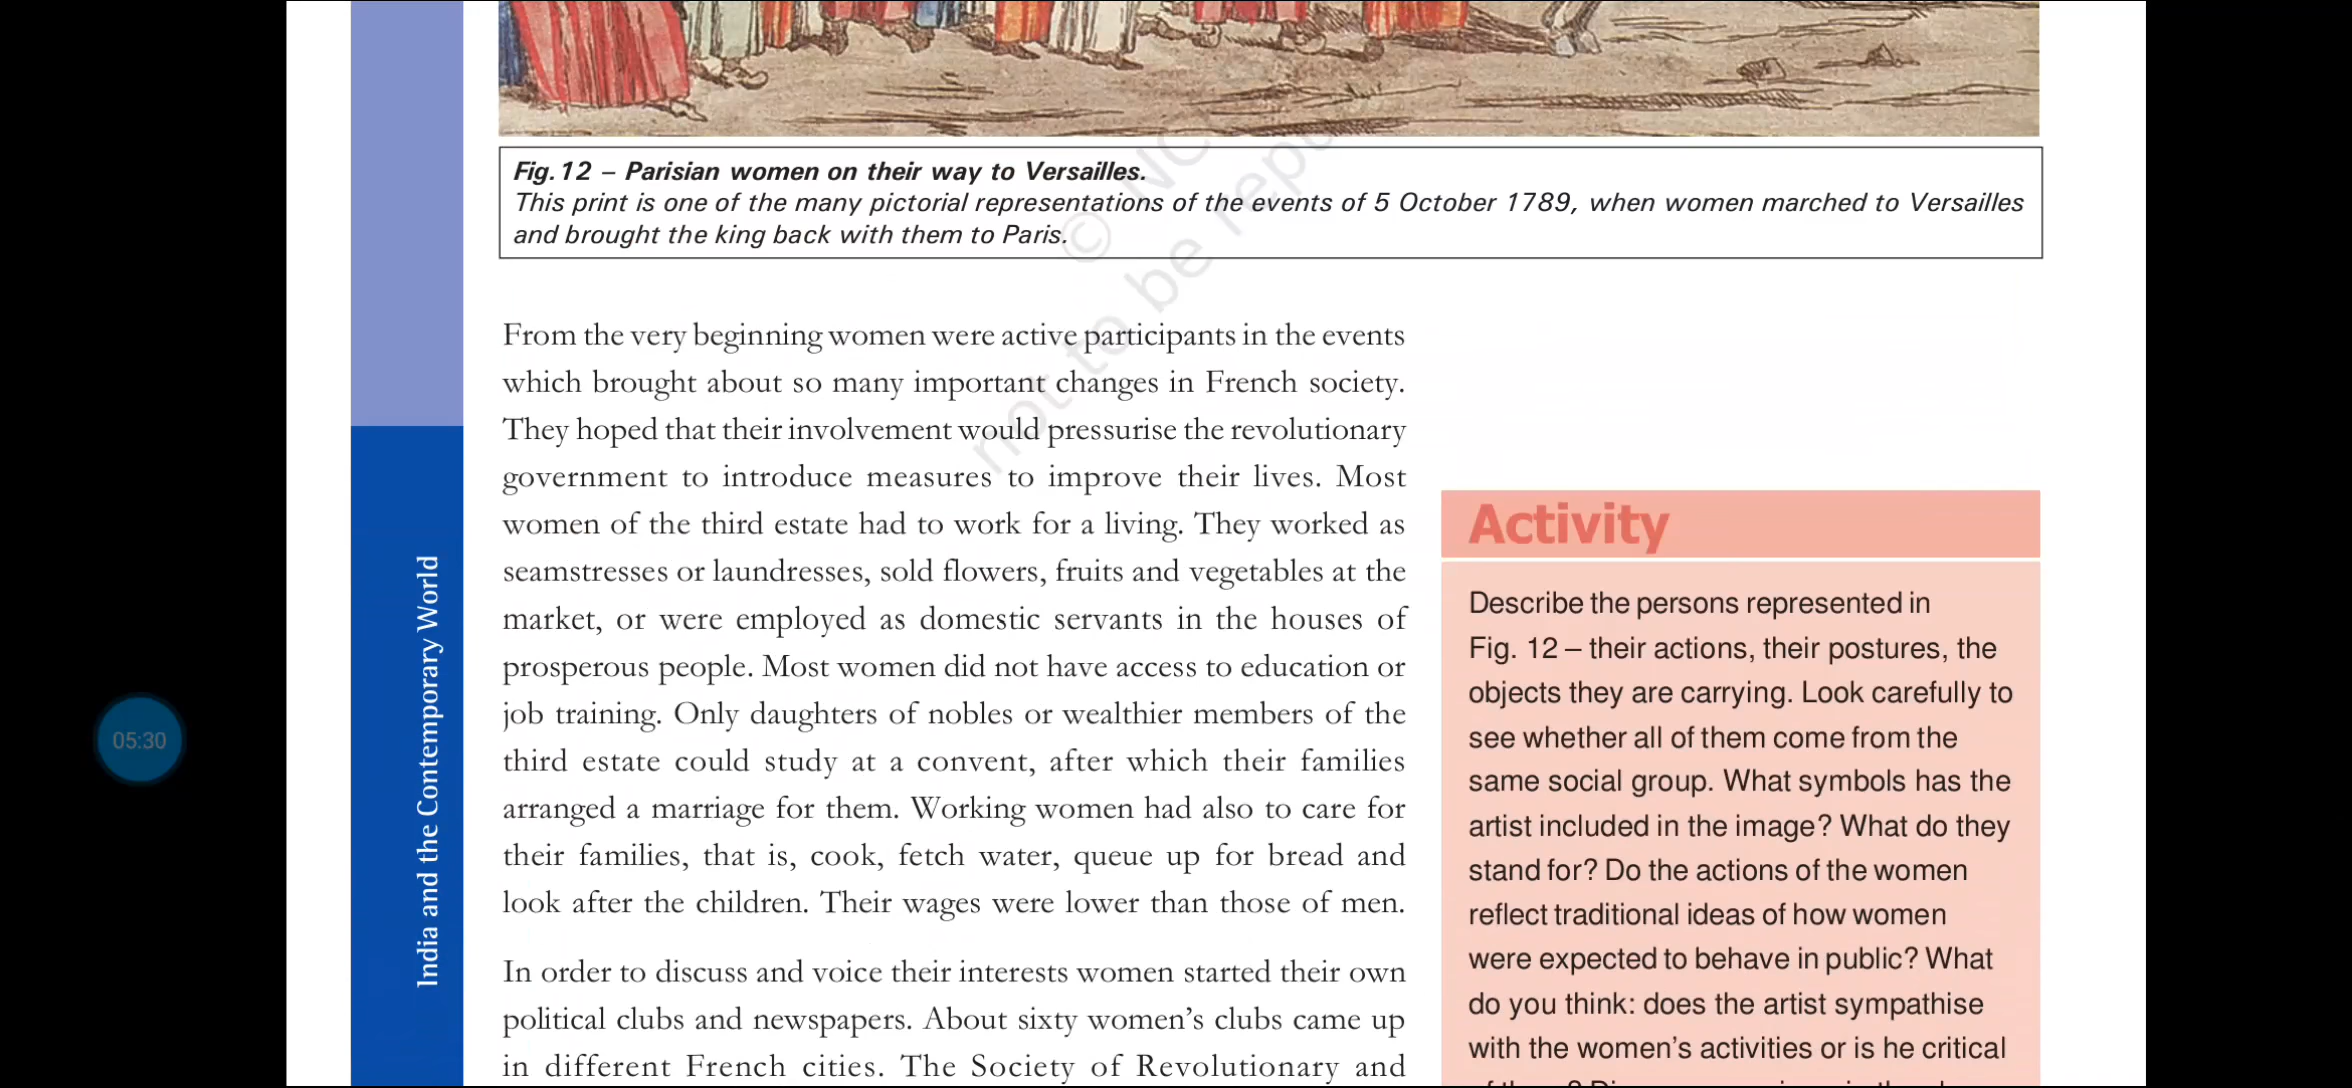 Fig.12 – Parisian women on their way to Versailles.
This print is one of the many pictorial representations of the events of 5 October 1789, when women marched to Versailles
and brought the king back with them to Paris.
© NC
not to be repu
From the very beginning women were active participants in the events
which brought about so many important changes in French society.
They hoped that their involvement would pressurise the revolutionary
government to introduce measures to improve their lives. Most
women of the third estate had to work for a living. They worked as
seamstresses or laundresses, sold flowers, fruits and vegetables at the
market, or were employed as domestic servants in the houses of
prosperous people. Most women did not have access to education or
job training. Only daughters of nobles or wealthier members of the
third estate could study at a convent, after which their families
arranged a marriage for them. Working women had also to care for
their families, that is, cook, fetch water, queue up for bread and
look after the children. Their wages were lower than those of men.
In order to discuss and voice their interests women started their own
political clubs and newspapers. About sixty women's clubs came up
in different French cities. The Society of Revolutionary and
Activity
Describe the persons represented in
Fig. 12 – their actions, their postures, the
objects they are carrying. Look carefully to
see whether all of them come from the
same social group. What symbols has the
artist included in the image? What do they
stand for? Do the actions of the women
reflect traditional ideas of how women
were expected to behave in public? What
do you think: does the artist sympathise
with the women's activities or is he critical
India and the Contemporary World
05:30